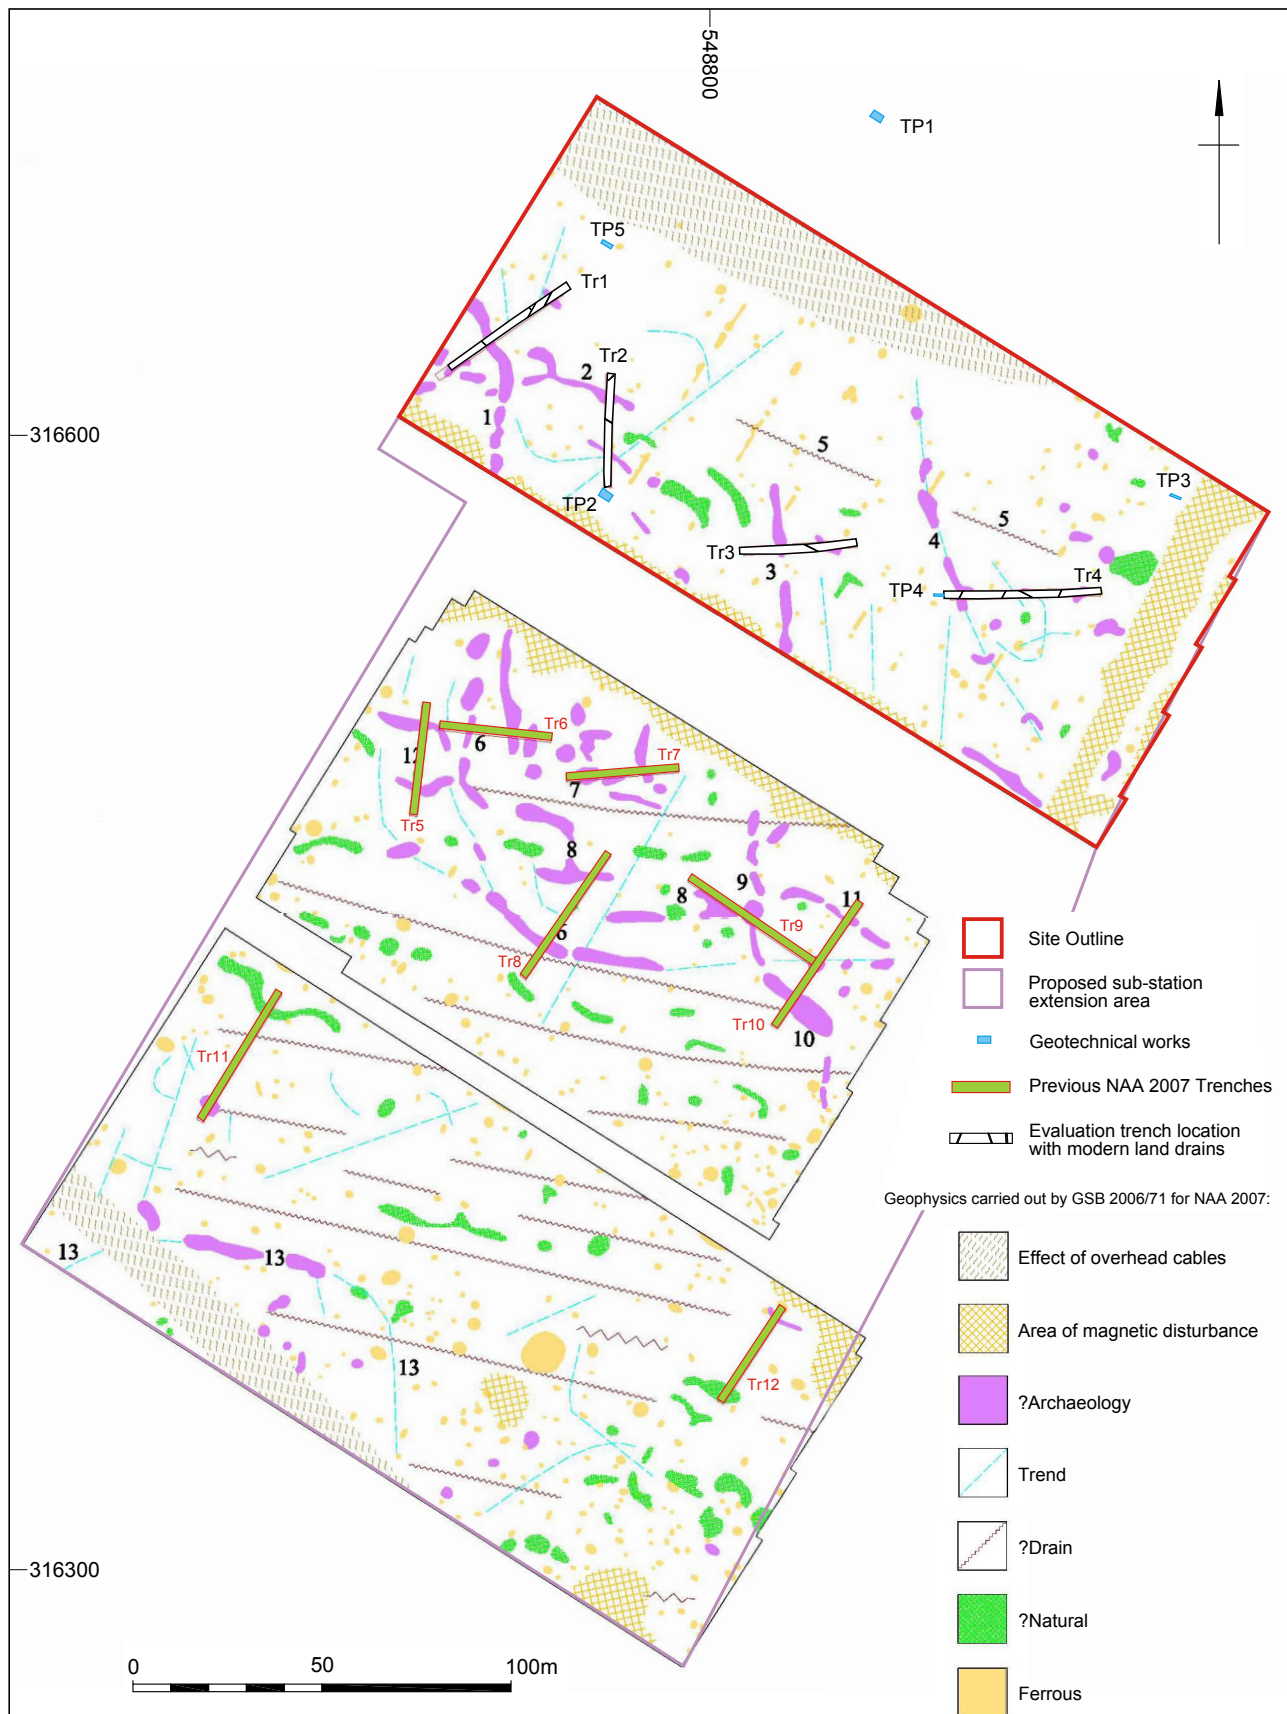 548800
TP1
TP5
Tr1
Tr2
2
1
316600
5
TP3
TP2
5
4
Tr3
3
TP4
Tr4
12
6
Tr6
Tr7
7
Tr5
8
9
8
11
Tr9
6
Tr8
Tr10
10
Tr11
13
13
13
Tr12
316300
0 50 100m
Site Outline
Proposed sub-station
extension area
Geotechnical works
Previous NAA 2007 Trenches
Evaluation trench location
with modern land drains
Geophysics carried out by GSB 2006/71 for NAA 2007:
Effect of overhead cables
Area of magnetic disturbance
?Archaeology
Trend
?Drain
?Natural
Ferrous